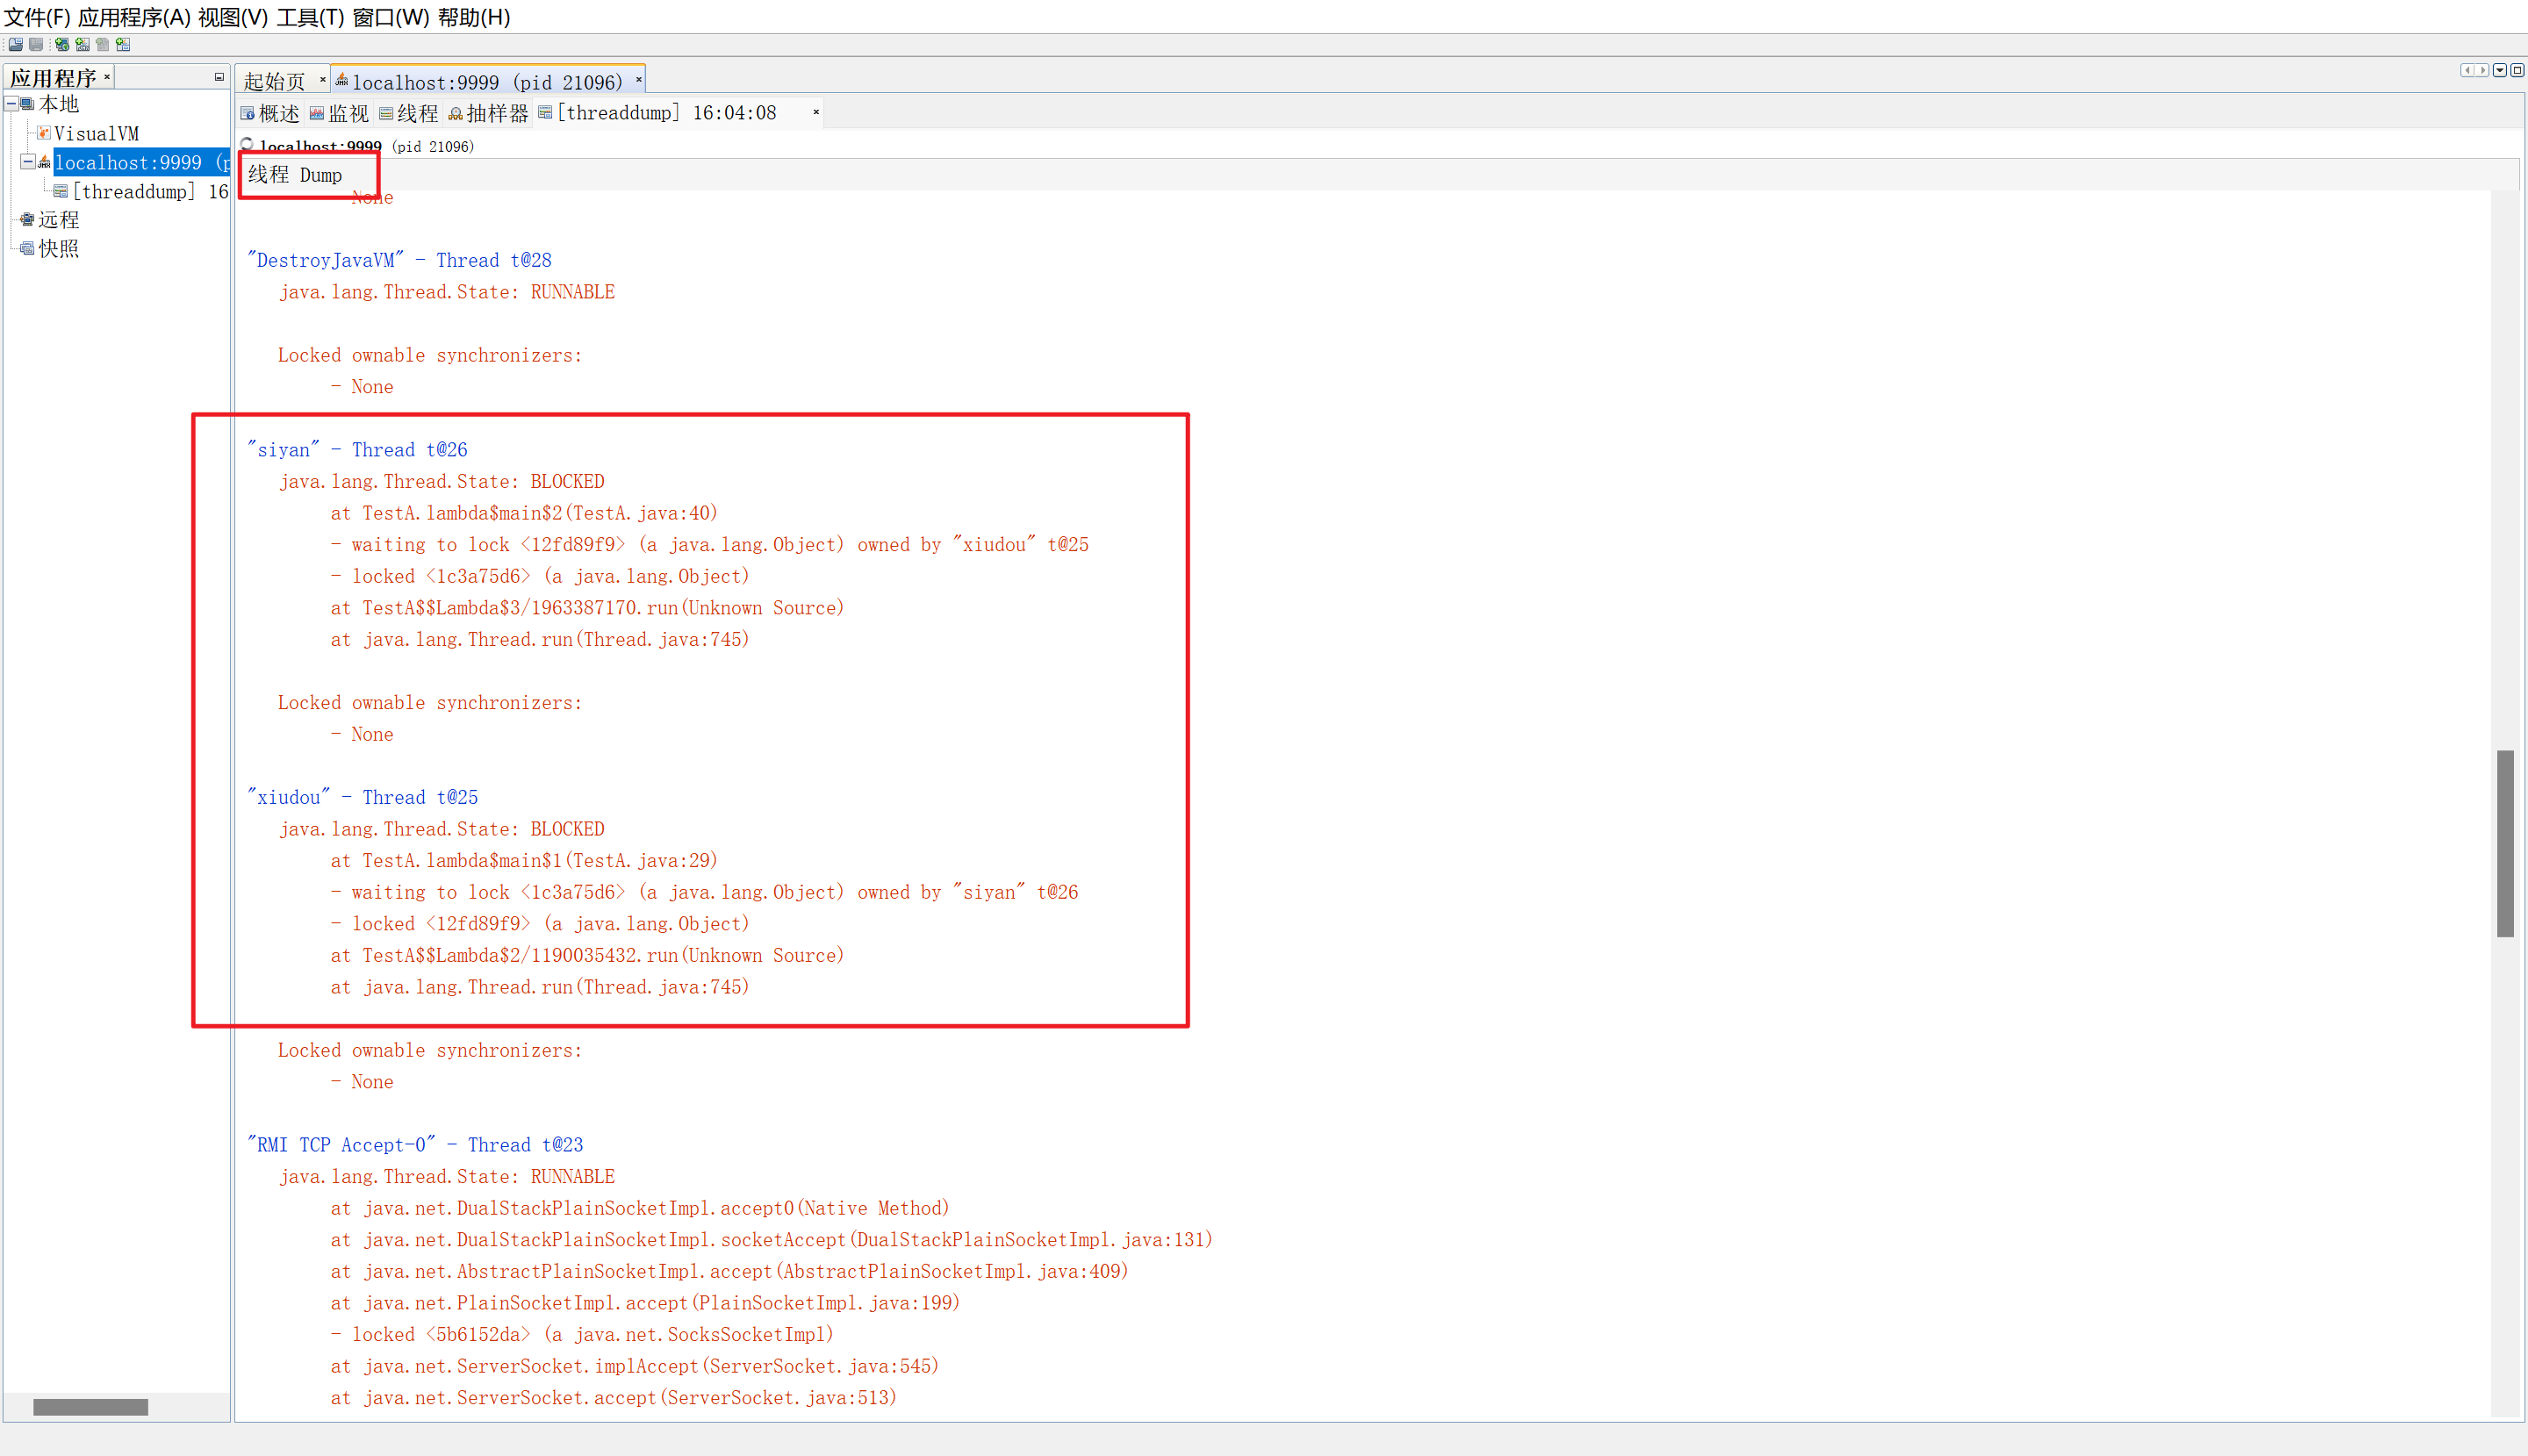 文件(F) 应用程序(A) 视图(V) 工具(T) 窗口(W) 帮助(H)
应用程序
本地
VisualVM
localhost:9999 (p
[threaddump] 16
远程
快照
起始页
localhost:9999 (pid 21096)
概述 监视 线程 抽样器 [threaddump] 16:04:08
localhost:9999 (pid 21096)
线程 Dump
None
"DestroyJavaVM" - Thread t@28
java.lang.Thread.State: RUNNABLE
Locked ownable synchronizers:
- None
"siyan" - Thread t@26
java.lang.Thread.State: BLOCKED
at TestA.lambda$main$2(TestA.java:40)
- waiting to lock <12fd89f9> (a java.lang.Object) owned by "xiudou" t@25
- locked <1c3a75d6> (a java.lang.Object)
at TestA$$Lambda$3/1963387170.run(Unknown Source)
at java.lang.Thread.run(Thread.java:745)
Locked ownable synchronizers:
- None
"xiudou" - Thread t@25
java.lang.Thread.State: BLOCKED
at TestA.lambda$main$1(TestA.java:29)
- waiting to lock <1c3a75d6> (a java.lang.Object) owned by "siyan" t@26
- locked <12fd89f9> (a java.lang.Object)
at TestA$$Lambda$2/1190035432.run(Unknown Source)
at java.lang.Thread.run(Thread.java:745)
Locked ownable synchronizers:
- None
"RMI TCP Accept-0" - Thread t@23
java.lang.Thread.State: RUNNABLE
at java.net.DualStackPlainSocketImpl.accept0(Native Method)
at java.net.DualStackPlainSocketImpl.socketAccept(DualStackPlainSocketImpl.java:131)
at java.net.AbstractPlainSocketImpl.accept(AbstractPlainSocketImpl.java:409)
at java.net.PlainSocketImpl.accept(PlainSocketImpl.java:199)
- locked <5b6152da> (a java.net.SocksSocketImpl)
at java.net.ServerSocket.implAccept(ServerSocket.java:545)
at java.net.ServerSocket.accept(ServerSocket.java:513)